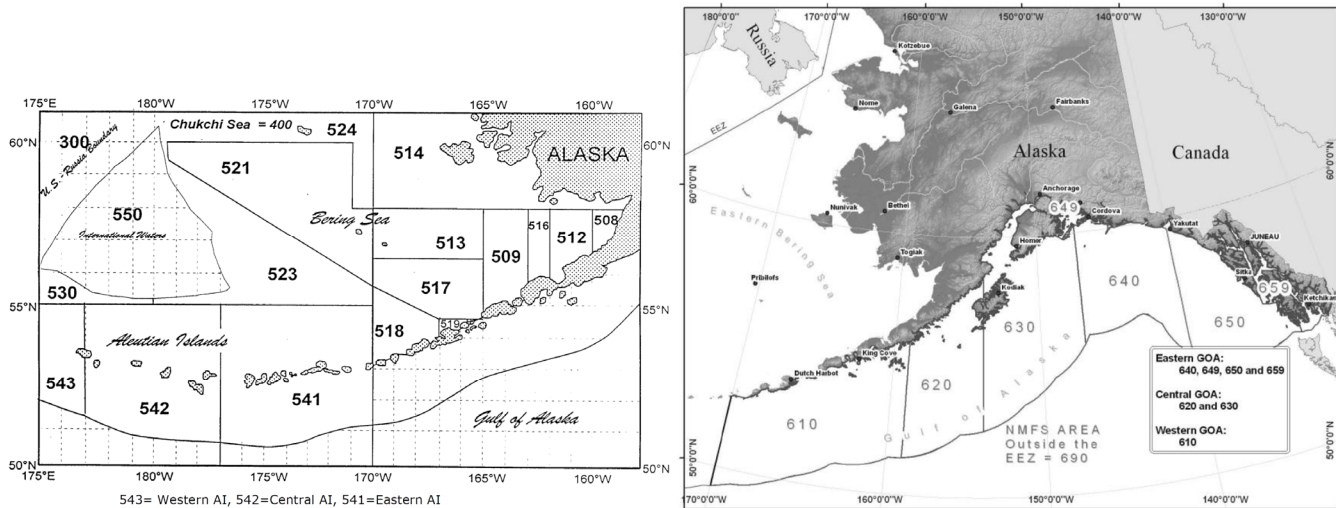 175°E
180°W
175°W
170°W
165°W
160°W
60°N
60°N
55°N
55°N
50°N
50°N
Chukchi Sea = 400
524
300
U.S.-Russia Boundary
521
514
ALASKA
550
International Waters
Bering Sea
516
508
513
509
512
523
530
517
518
519
Aleutian Islands
543
542
541
Gulf of Alaska
175°E
180°W
175°W
170°W
165°W
160°W
543= Western AI, 542=Central AI, 541=Eastern AI
180°0'0"W
170°0'0"W
160°0'0"W
150°0'0"W
140°0'0"W
130°0'0"W
Russia
Kotzebue
EEZ
Nome
Galena
Fairbanks
Alaska
Canada
60°0'0"N
60°0'0"N
Anchorage
649
Cordova
Nunivak
Bethel
Yakutat
JUNEAU
Homer
Togiak
Sitka
659
Ketchikan
Eastern Bering Sea
Pribilofs
Kodiak
640
630
650
King Cove
Dutch Harbor
620
610
Gulf of Alaska
NMFS AREA
Outside the
EEZ = 690
Eastern GOA:
640, 649, 650 and 659
Central GOA:
620 and 630
Western GOA:
610
50°0'0"N
50°0'0"N
170°0'0"W
160°0'0"W
150°0'0"W
140°0'0"W